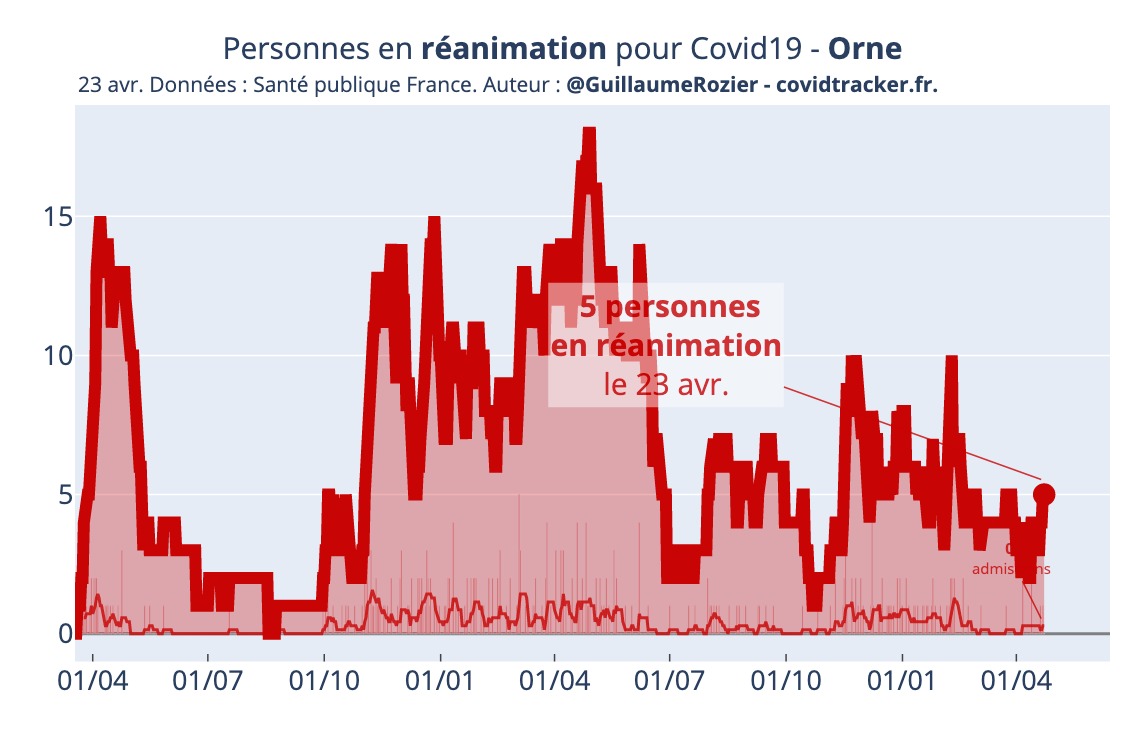 Personnes en réanimation pour Covid19 - Orne
23 avr. Données : Santé publique France. Auteur : @GuillaumeRozier - covidtracker.fr.
15
10
5
0
5 personnes
en réanimation
le 23 avr.
01/04
01/07
01/10
01/01
01/04
01/07
01/10
01/01
01/04